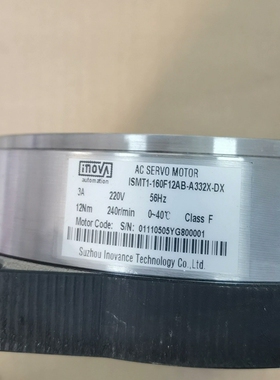 inovA
automation
AC SERVO MOTOR
ISMT1-160F12AB-A332X-DX
3A 220V 56Hz
12Nm 240r/min 0~40℃ Class F
Motor Code: S/N: 01110505YG800001
Suzhou Inovance Technology Co.,Ltd.